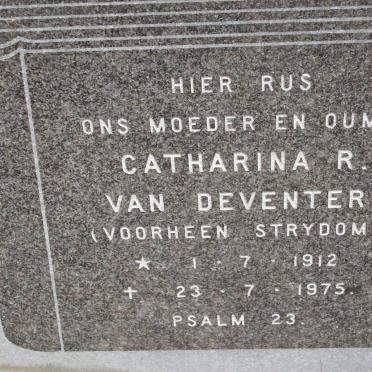 HIER RUS
ONS MOEDER EN OUM
CATHARINA R.
VAN DEVENTER
(VOORHEEN STRYDOM
★ 1 · 7 · 1912
✝ 23 · 7 · 1975.
PSALM 23.